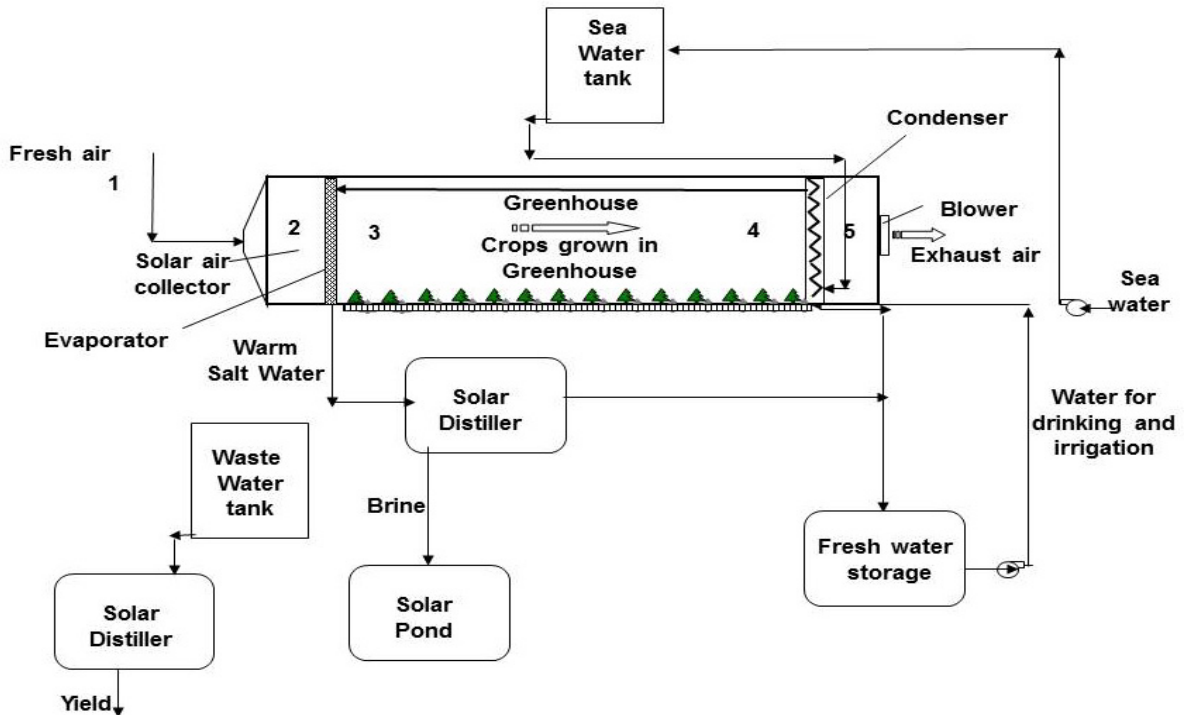 Sea
Water
tank
Condenser
Fresh air
1
Greenhouse
Blower
2
3
4
5
Crops grown in
Exhaust air
Solar air
collector
Greenhouse
Sea
water
Evaporator
Warm
Salt Water
Solar
Distiller
Water for
drinking and
irrigation
Waste
Water
tank
Brine
Fresh water
storage
Solar
Distiller
Solar
Pond
Yield